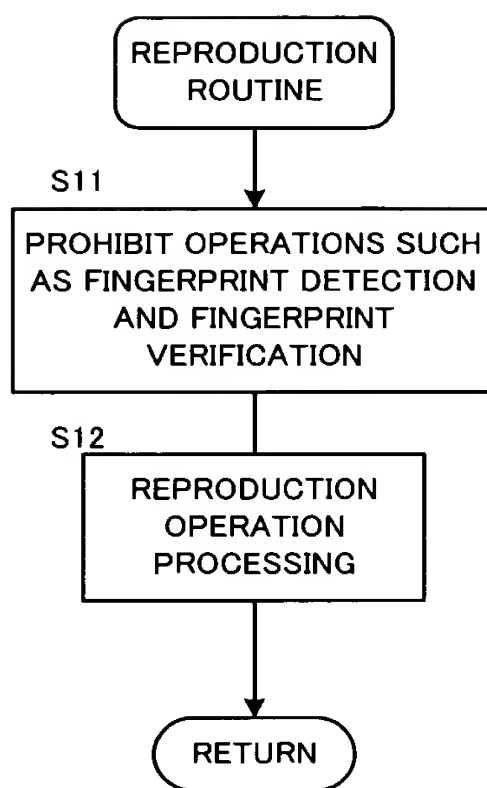 REPRODUCTION
ROUTINE
S11
PROHIBIT OPERATIONS SUCH
AS FINGERPRINT DETECTION
AND FINGERPRINT
VERIFICATION
S12
REPRODUCTION
OPERATION
PROCESSING
RETURN